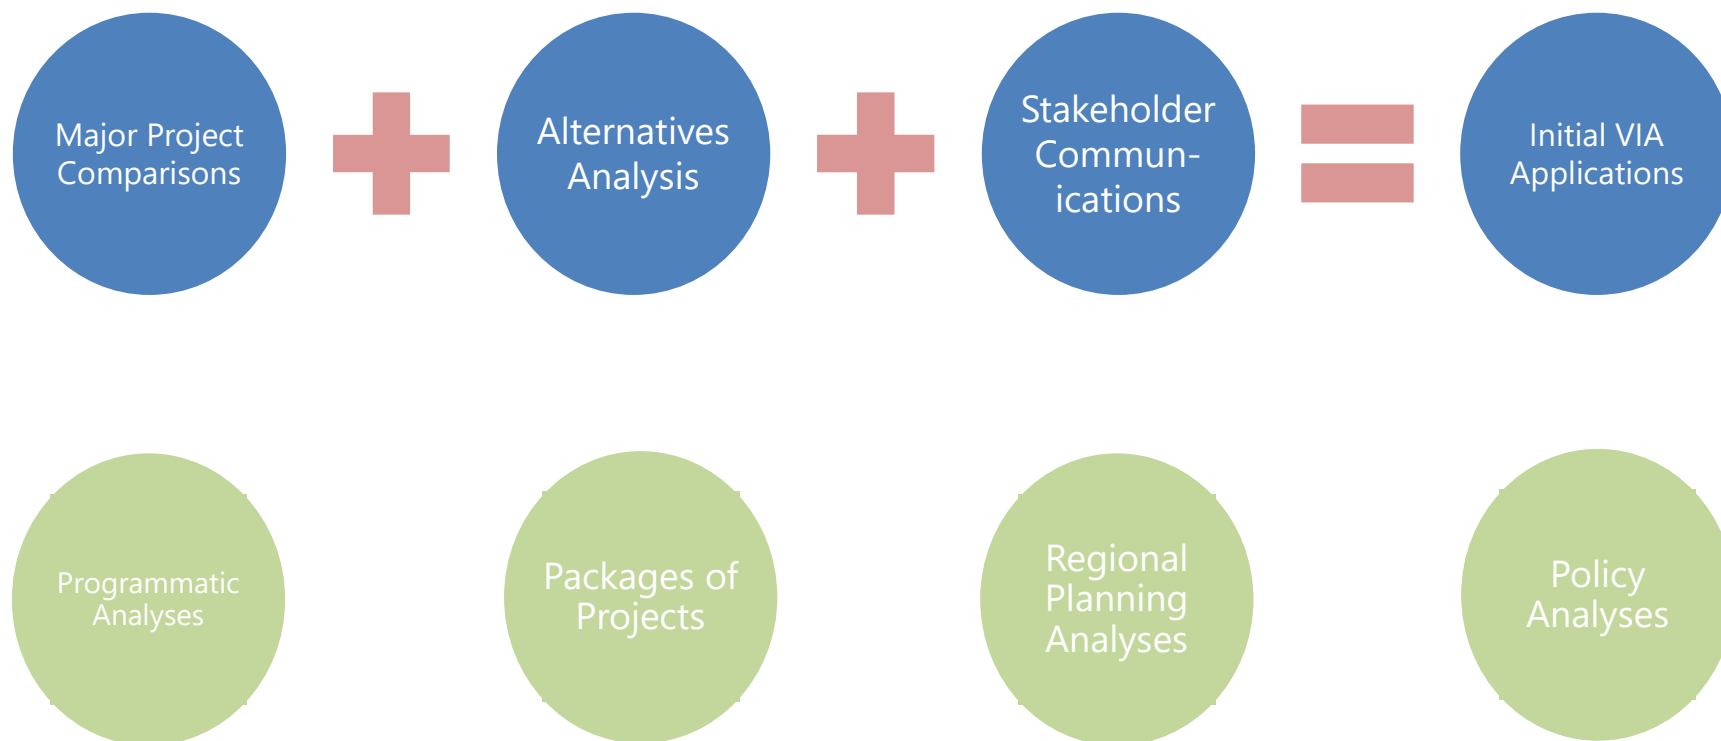 Major Project
Comparisons
Alternatives
Analysis
Stakeholder
Commun-
ications
Initial VIA
Applications
Programmatic
Analyses
Packages of
Projects
Regional
Planning
Analyses
Policy
Analyses